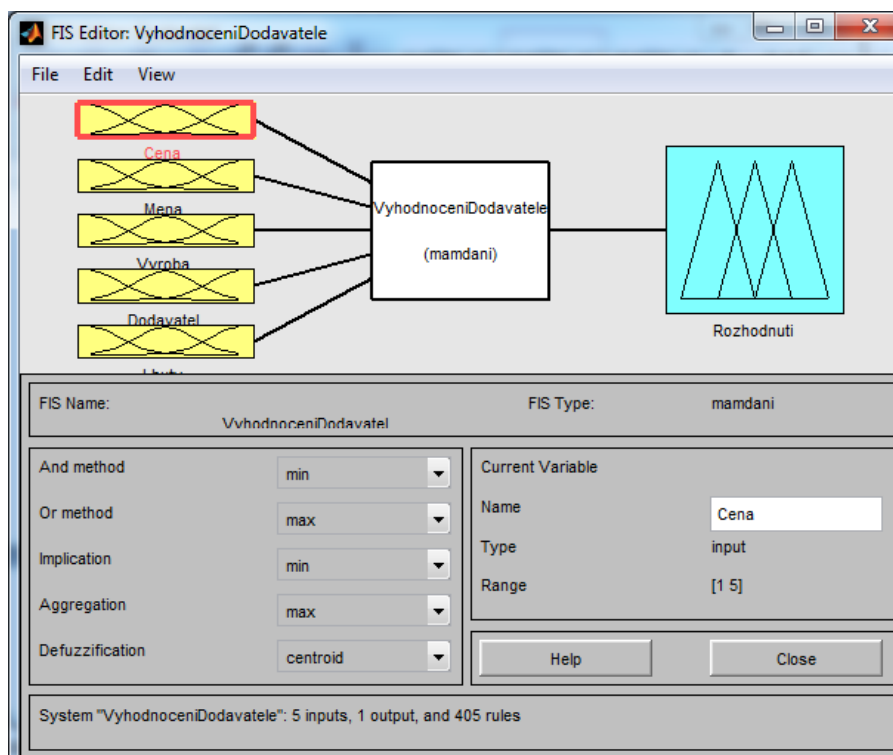 FIS Editor: VyhodnoceniDodavatele
File Edit View
Cena
Mena
Vyroba
Dodavatel
VyhodnoceniDodavatele
(mamdani)
Rozhodnuti
FIS Name:
VyhodnoceniDodavatel
FIS Type:
mamdani
And method
min
Or method
max
Implication
min
Aggregation
max
Defuzzification
centroid
Current Variable
Name
Cena
Type
input
Range
[1 5]
Help
Close
System "VyhodnoceniDodavatele": 5 inputs, 1 output, and 405 rules